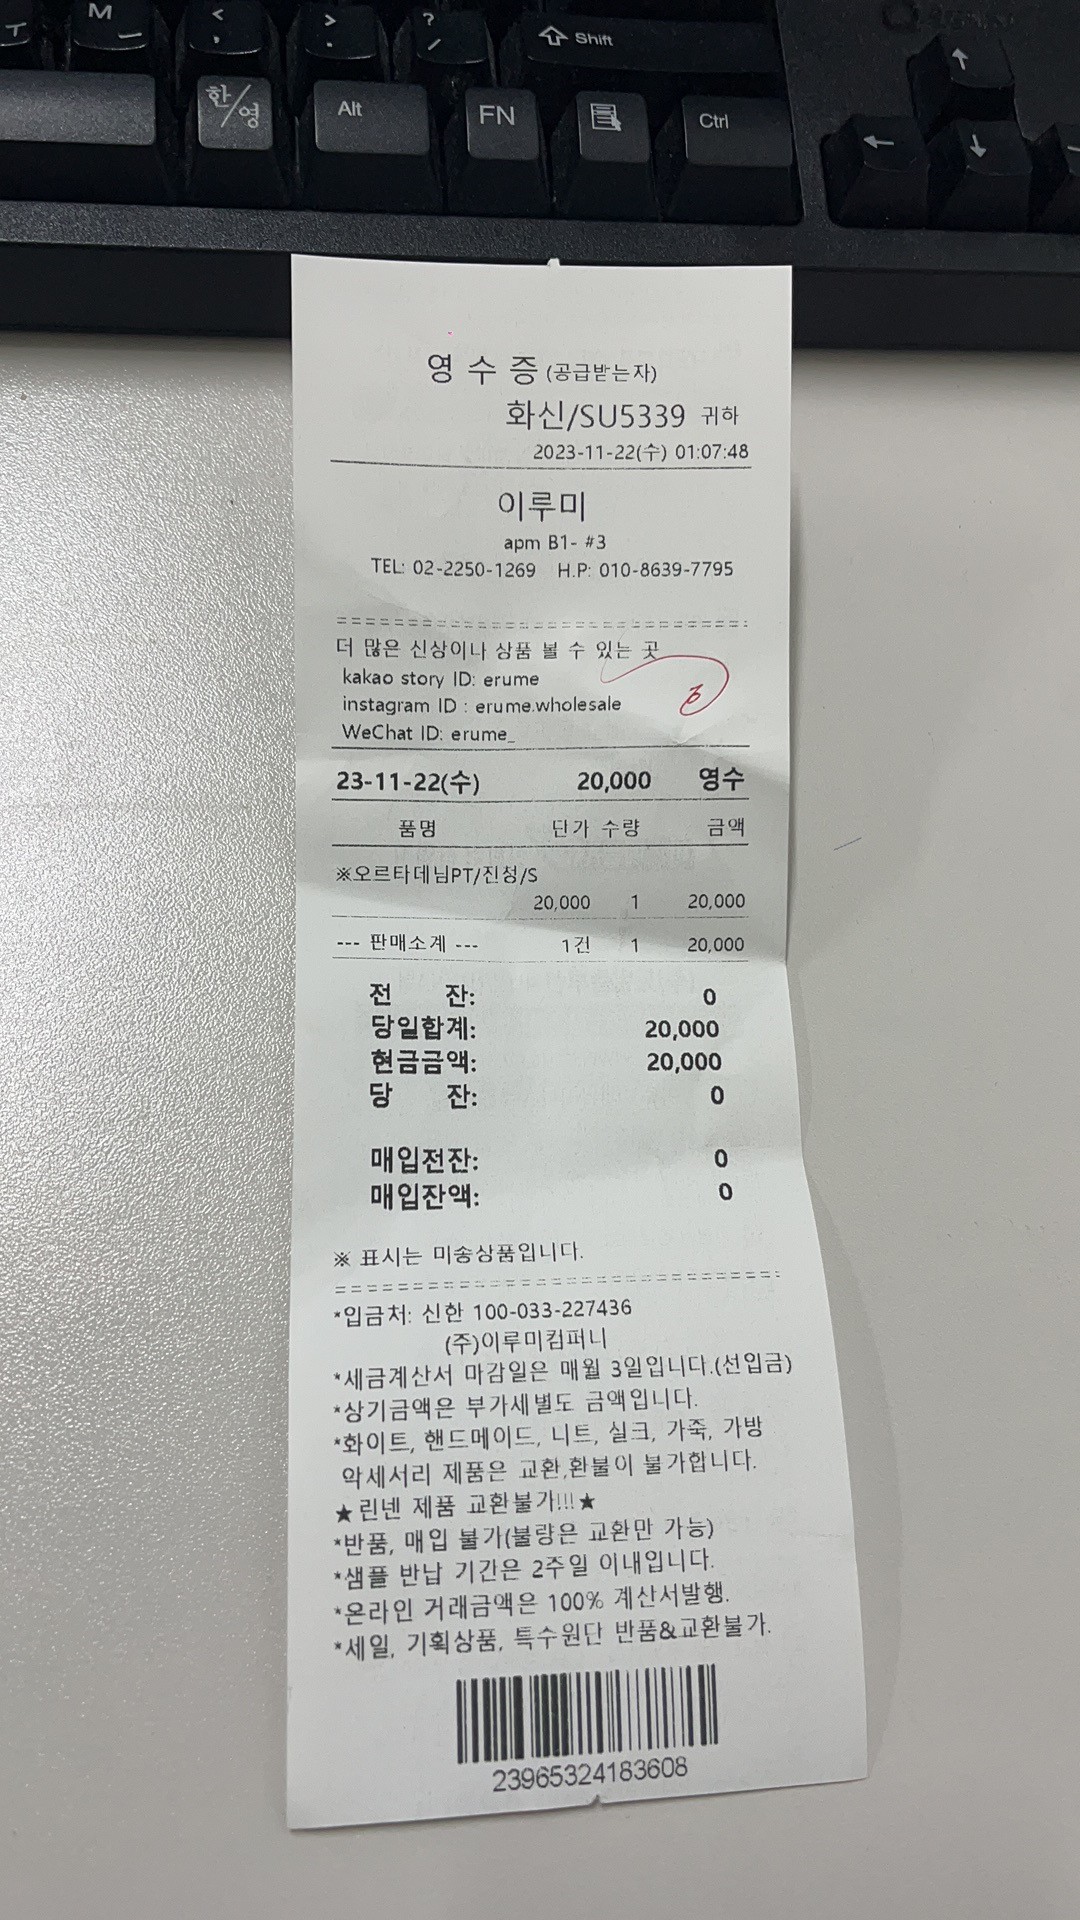 M
<
,
>
.
?
/
Shift
한/영
Alt
FN
Ctrl
영 수 증 (공급받는자)
화신/SU5339 귀하
2023-11-22(수) 01:07:48
이루미
apm B1- #3
TEL: 02-2250-1269 H.P: 010-8639-7795
더 많은 신상이나 상품 볼 수 있는 곳
kakao story ID: erume
instagram ID : erume.wholesale
WeChat ID: erume_
23-11-22(수) 20,000 영수
품명 단가 수량 금액
※오르타데님PT/진청/S
20,000 1 20,000
--- 판매소계 --- 1건 1 20,000
전 잔: 0
당일합계: 20,000
현금금액: 20,000
당 잔: 0
매입전잔: 0
매입잔액: 0
※ 표시는 미송상품입니다.
*입금처: 신한 100-033-227436
(주)이루미컴퍼니
*세금계산서 마감일은 매월 3일입니다.(선입금)
*상기금액은 부가세별도 금액입니다.
*화이트, 핸드메이드, 니트, 실크, 가죽, 가방
악세서리 제품은 교환,환불이 불가합니다.
★린넨 제품 교환불가!!!★
*반품, 매입 불가(불량은 교환만 가능)
*샘플 반납 기간은 2주일 이내입니다.
*온라인 거래금액은 100% 계산서발행.
*세일, 기획상품, 특수원단 반품&교환불가.
23965324183608